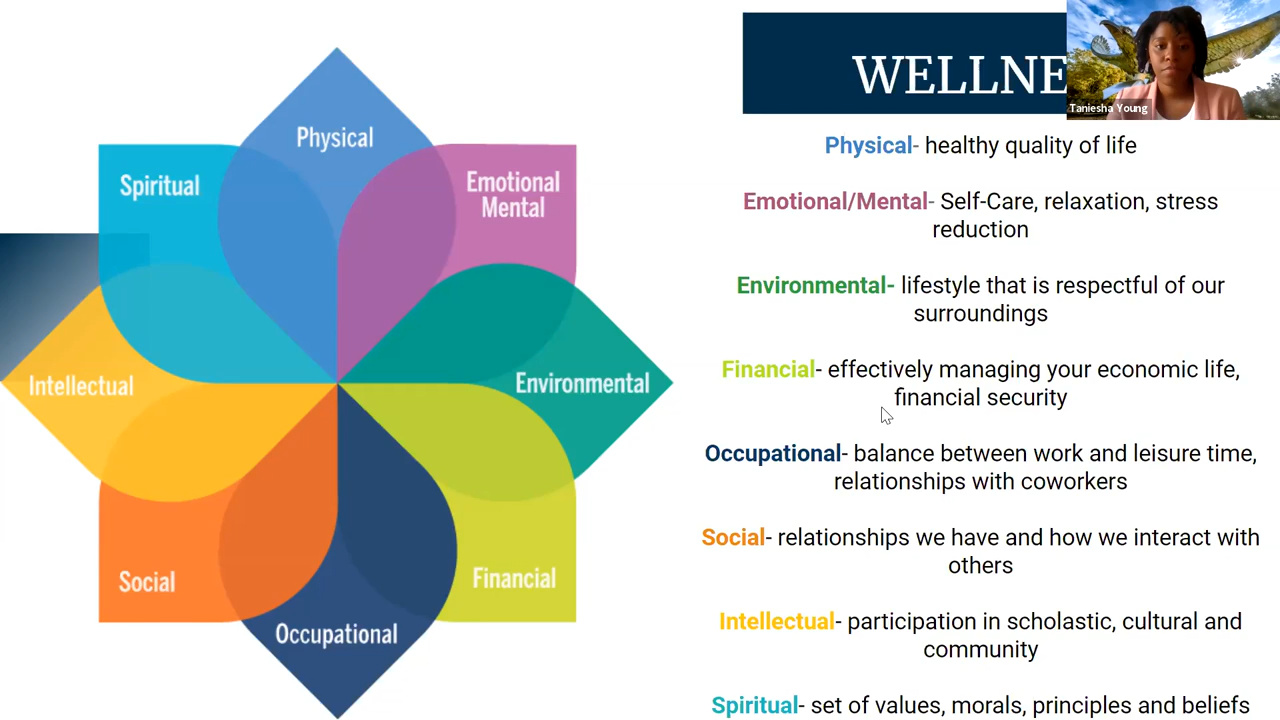 WELLNE
Taniesha Young
Physical
Spiritual
Emotional
Mental
Intellectual
Environmental
Social
Financial
Occupational
Physical- healthy quality of life
Emotional/Mental- Self-Care, relaxation, stress
reduction
Environmental- lifestyle that is respectful of our
surroundings
Financial- effectively managing your economic life,
financial security
Occupational- balance between work and leisure time,
relationships with coworkers
Social- relationships we have and how we interact with
others
Intellectual- participation in scholastic, cultural and
community
Spiritual- set of values, morals, principles and beliefs